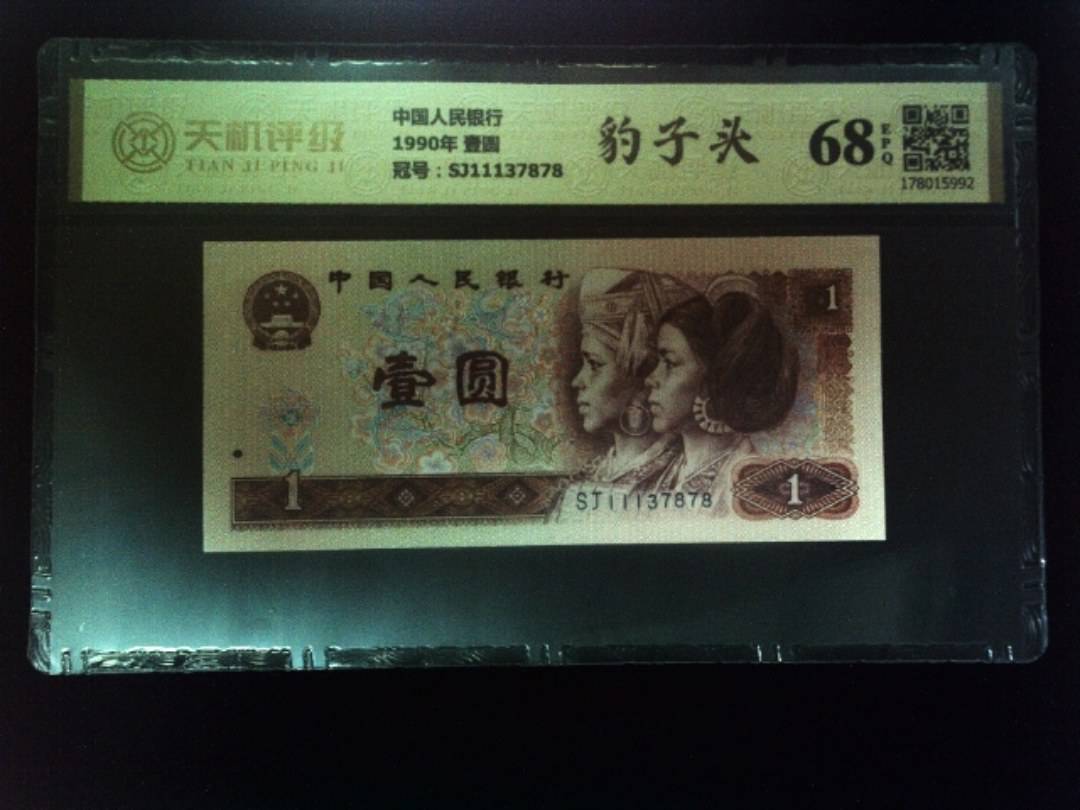 天机评级
TIAN JI PING JI
中国人民银行
1990年 壹圆
冠号：SJ11137878
豹子头
68
EPQ
178015992
中国人民银行
1
壹圆
1
SJ11137878
1